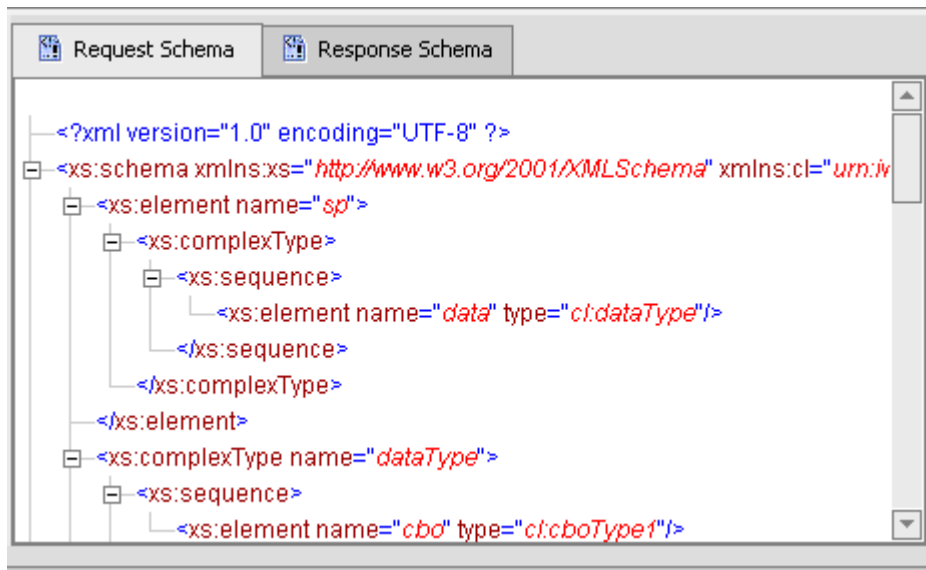 Request Schema
Response Schema
<?xml version="1.0" encoding="UTF-8" ?>
<xs:schema xmlns:xs="http://www.w3.org/2001/XMLSchema" xmlns:cl="urn:iv
<xs:element name="sp">
<xs:complexType>
<xs:sequence>
<xs:element name="data" type="cl:dataType"/>
</xs:sequence>
</xs:complexType>
</xs:element>
<xs:complexType name="dataType">
<xs:sequence>
<xs:element name="cbo" type="cl:cboType1"/>